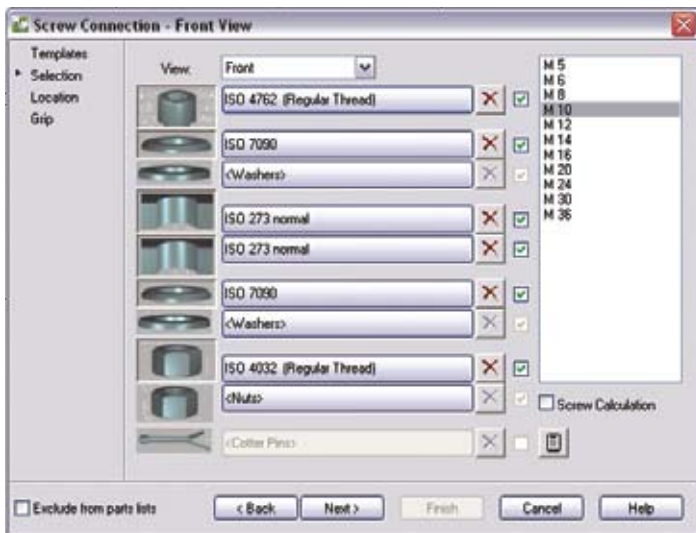 Screw Connection - Front View
Templates
Selection
Location
Grip
View:
Front
ISO 4762 (Regular Thread)
ISO 7090
<Washers>
ISO 273 normal
ISO 273 normal
ISO 7090
<Washers>
ISO 4032 (Regular Thread)
<Nuts>
<Cotter Pins>
M 5
M 6
M 8
M 10
M 12
M 14
M 16
M 20
M 24
M 30
M 36
Screw Calculation
Exclude from parts lists
< Back
Next >
Finish
Cancel
Help